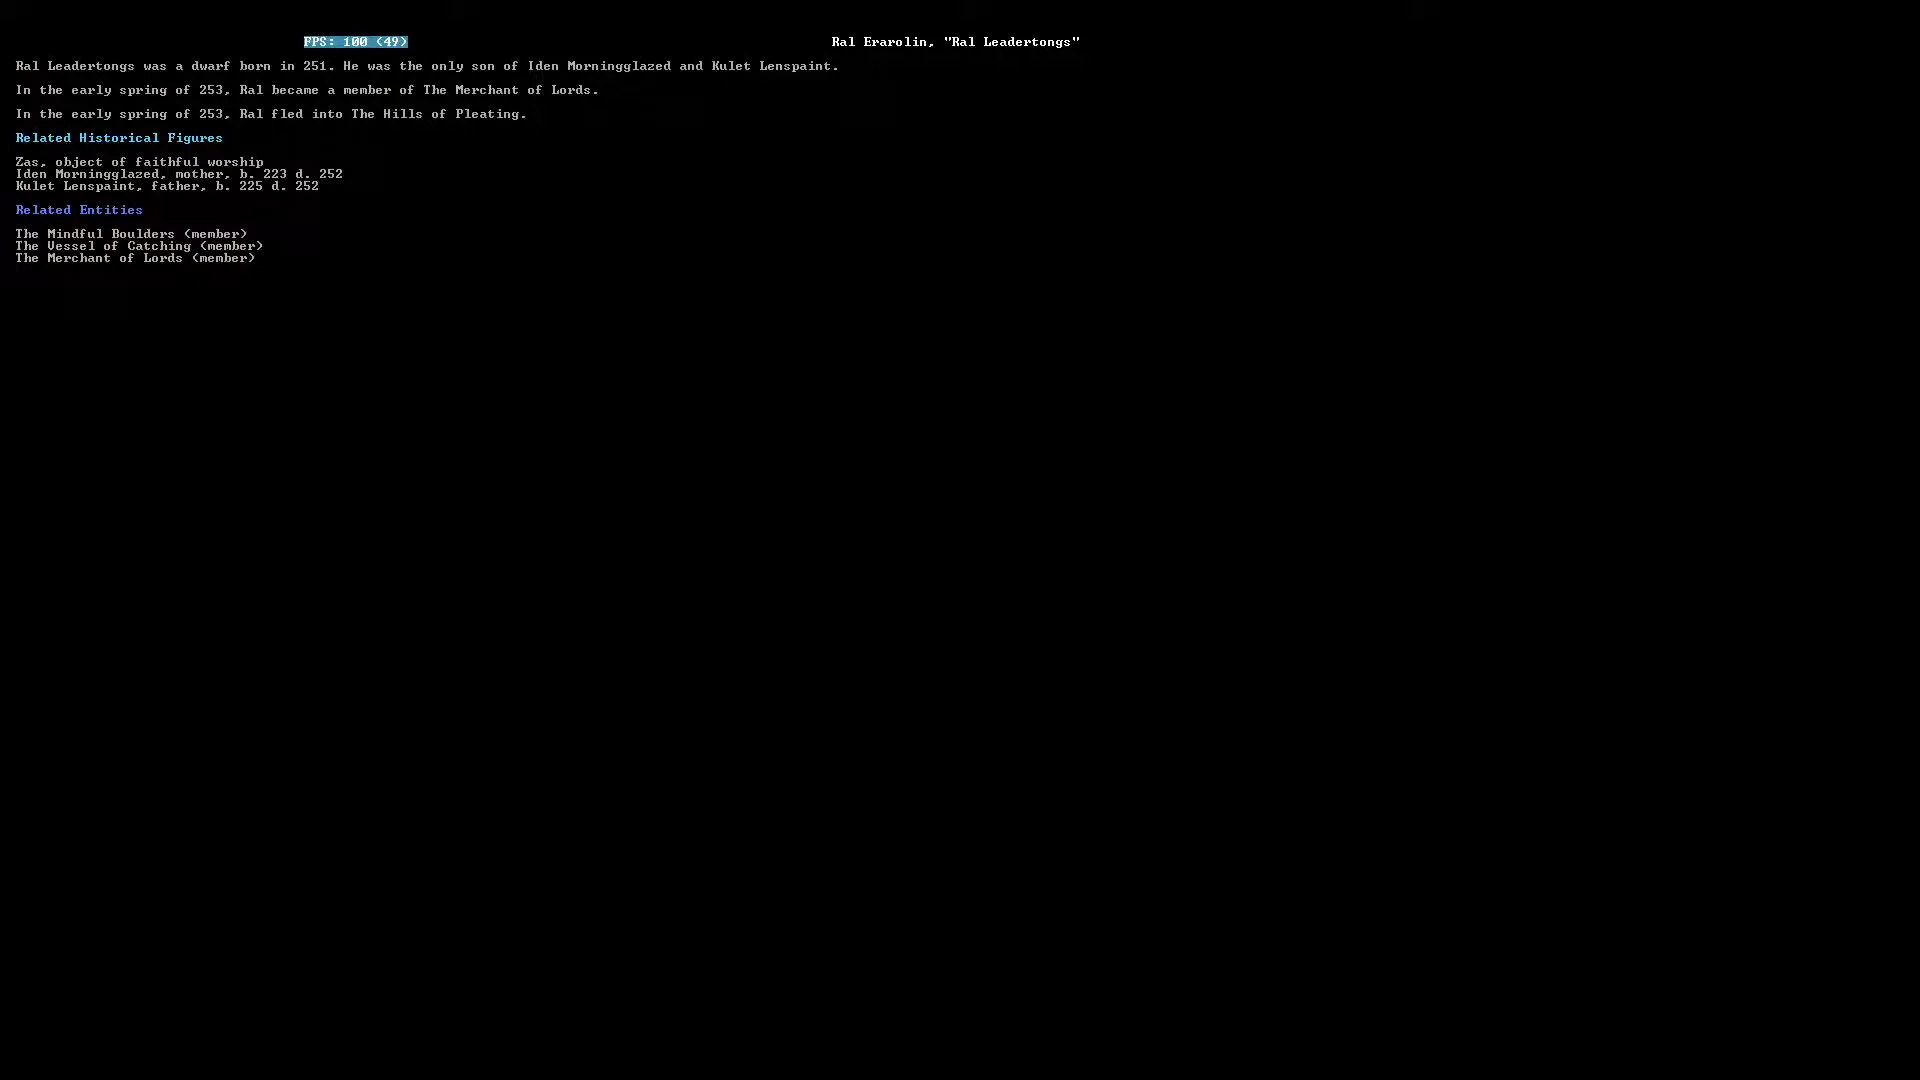 FPS: 100 (49) Ral Erarolin, "Ral Leadertongs"
Ral Leadertongs was a dwarf born in 251. He was the only son of Iden Morningglazed and Kulet Lenspaint.
In the early spring of 253, Ral became a member of The Merchant of Lords.
In the early spring of 253, Ral fled into The Hills of Pleating.
Related Historical Figures
Zas, object of faithful worship
Iden Morningglazed, mother, b. 223 d. 252
Kulet Lenspaint, father, b. 225 d. 252
Related Entities
The Mindful Boulders (member)
The Vessel of Catching (member)
The Merchant of Lords (member)